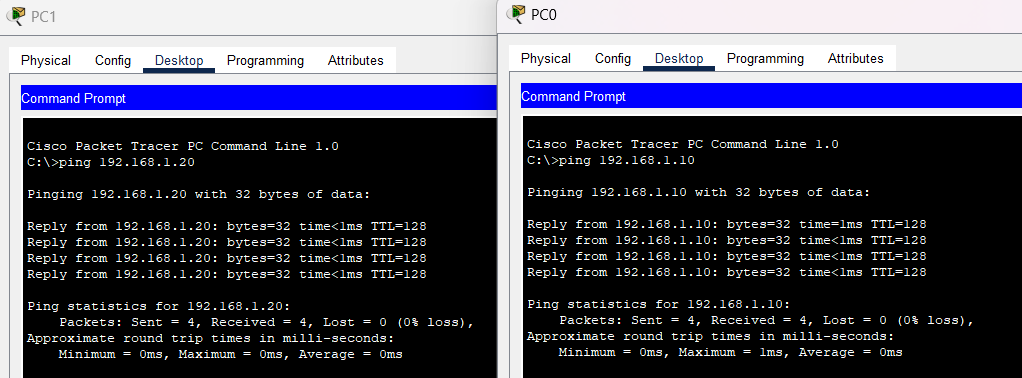 PC1
Physical Config Desktop Programming Attributes
Command Prompt
Cisco Packet Tracer PC Command Line 1.0
C:\>ping 192.168.1.20
Pinging 192.168.1.20 with 32 bytes of data:
Reply from 192.168.1.20: bytes=32 time<1ms TTL=128
Reply from 192.168.1.20: bytes=32 time<1ms TTL=128
Reply from 192.168.1.20: bytes=32 time<1ms TTL=128
Reply from 192.168.1.20: bytes=32 time<1ms TTL=128
Ping statistics for 192.168.1.20:
Packets: Sent = 4, Received = 4, Lost = 0 (0% loss),
Approximate round trip times in milli-seconds:
Minimum = 0ms, Maximum = 0ms, Average = 0ms
PC0
Physical Config Desktop Programming Attributes
Command Prompt
Cisco Packet Tracer PC Command Line 1.0
C:\>ping 192.168.1.10
Pinging 192.168.1.10 with 32 bytes of data:
Reply from 192.168.1.10: bytes=32 time=1ms TTL=128
Reply from 192.168.1.10: bytes=32 time<1ms TTL=128
Reply from 192.168.1.10: bytes=32 time<1ms TTL=128
Reply from 192.168.1.10: bytes=32 time<1ms TTL=128
Ping statistics for 192.168.1.10:
Packets: Sent = 4, Received = 4, Lost = 0 (0% loss),
Approximate round trip times in milli-seconds:
Minimum = 0ms, Maximum = 1ms, Average = 0ms